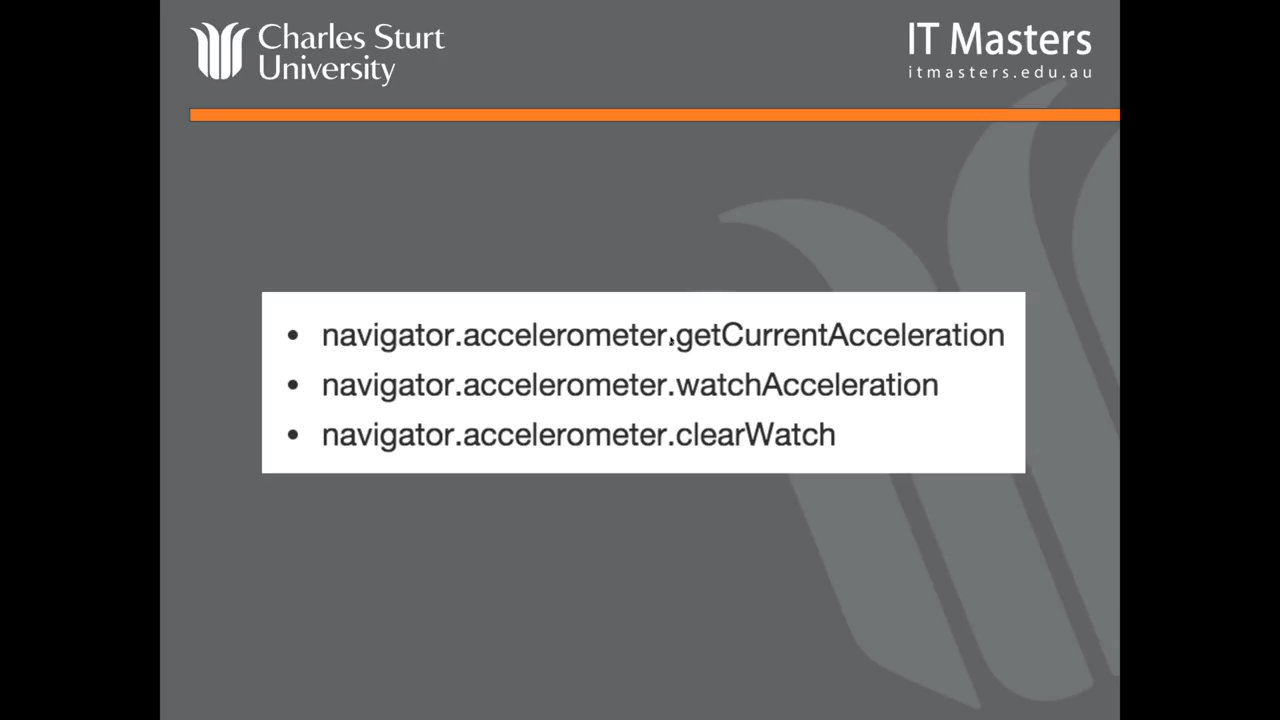 Charles Sturt
University
IT Masters
itmasters.edu.au
• navigator.accelerometer.getCurrentAcceleration
• navigator.accelerometer.watchAcceleration
• navigator.accelerometer.clearWatch